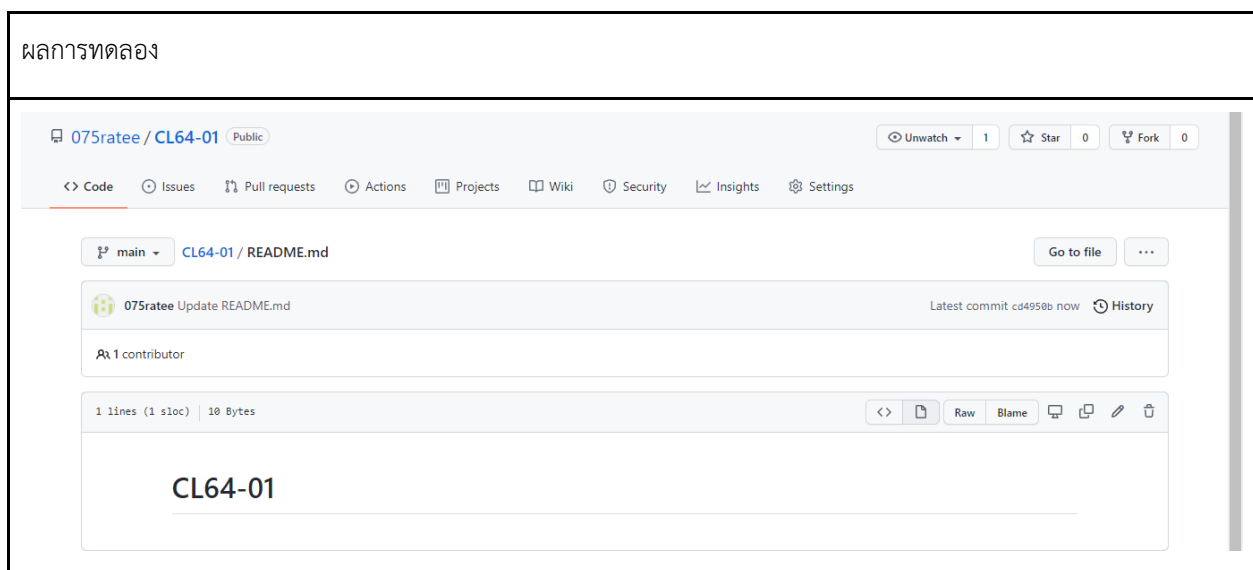 ผลการทดลอง
075ratee / CL64-01 Public Unwatch 1 Star 0 Fork 0
<> Code Issues Pull requests Actions Projects Wiki Security Insights Settings
main CL64-01 / README.md Go to file ...
075ratee Update README.md Latest commit cd4950b now History
1 contributor
1 lines (1 sloc) 10 Bytes <> Raw Blame
CL64-01